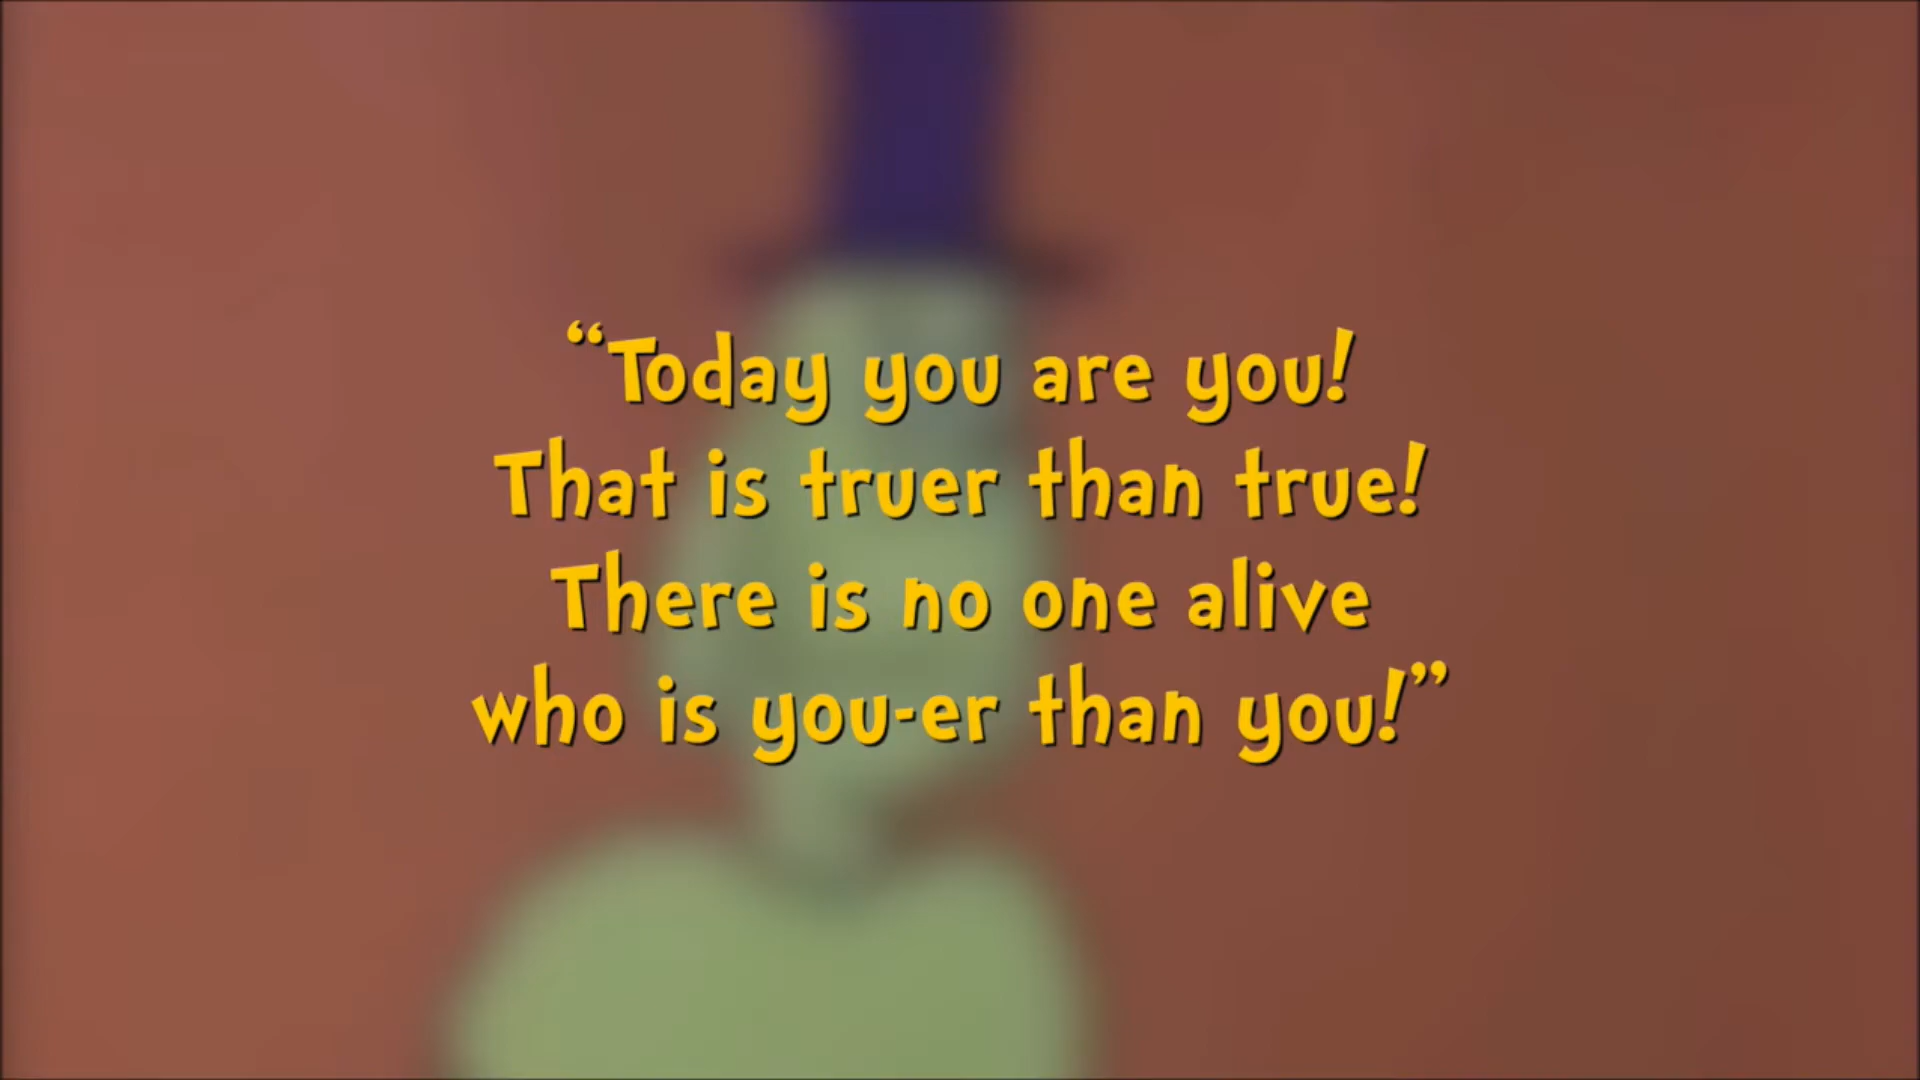 “Today you are you!
That is truer than true!
There is no one alive
who is you-er than you!”